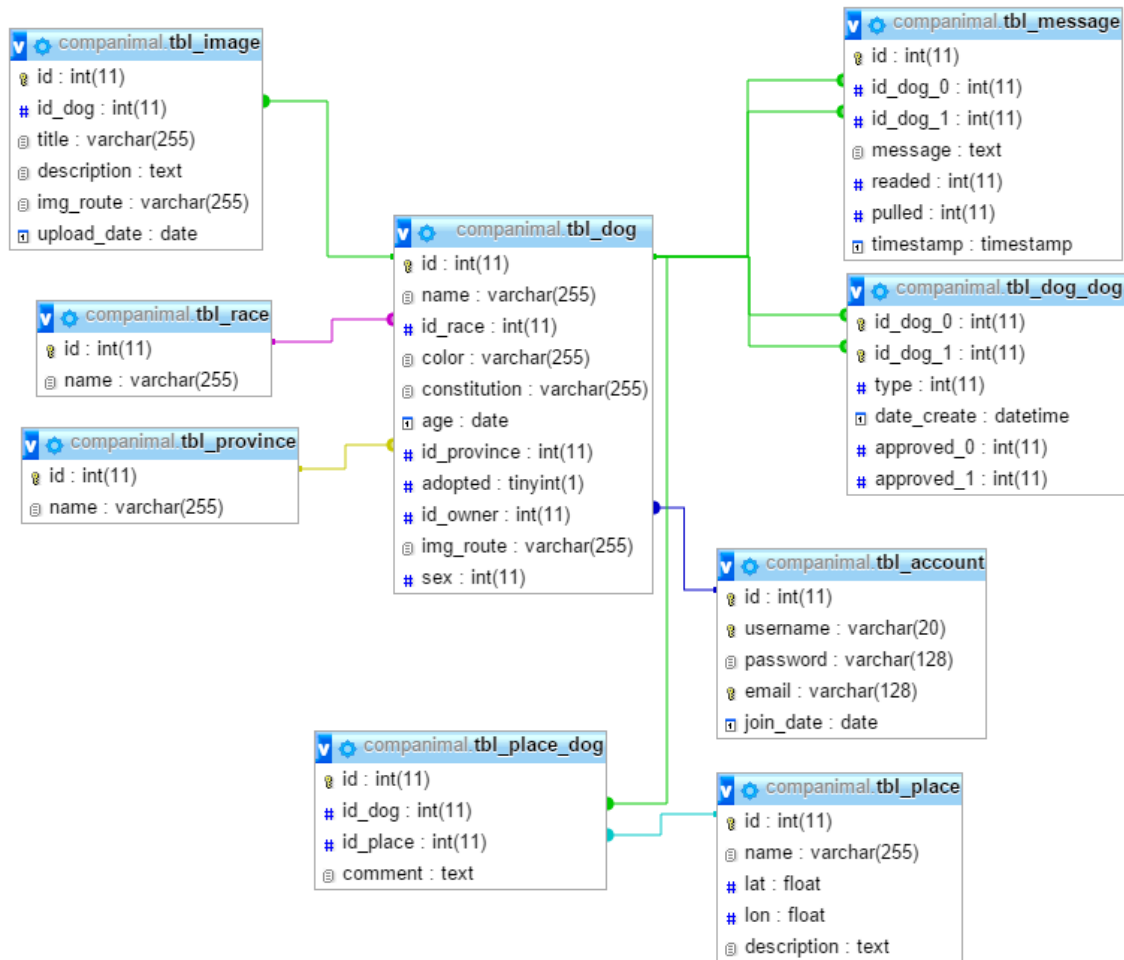 companimal.tbl_image
id : int(11)
id_dog : int(11)
title : varchar(255)
description : text
img_route : varchar(255)
upload_date : date
companimal.tbl_race
id : int(11)
name : varchar(255)
companimal.tbl_province
id : int(11)
name : varchar(255)
companimal.tbl_dog
id : int(11)
name : varchar(255)
id_race : int(11)
color : varchar(255)
constitution : varchar(255)
age : date
id_province : int(11)
adopted : tinyint(1)
id_owner : int(11)
img_route : varchar(255)
sex : int(11)
companimal.tbl_message
id : int(11)
id_dog_0 : int(11)
id_dog_1 : int(11)
message : text
readed : int(11)
pulled : int(11)
timestamp : timestamp
companimal.tbl_dog_dog
id_dog_0 : int(11)
id_dog_1 : int(11)
type : int(11)
date_create : datetime
approved_0 : int(11)
approved_1 : int(11)
companimal.tbl_account
id : int(11)
username : varchar(20)
password : varchar(128)
email : varchar(128)
join_date : date
companimal.tbl_place_dog
id : int(11)
id_dog : int(11)
id_place : int(11)
comment : text
companimal.tbl_place
id : int(11)
name : varchar(255)
lat : float
lon : float
description : text